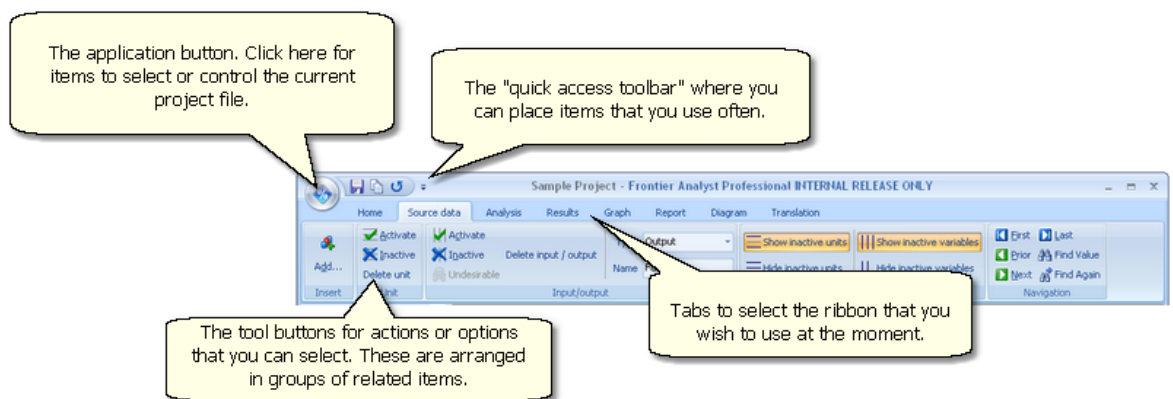 The application button. Click here for
items to select or control the current
project file.
The "quick access toolbar" where you
can place items that you use often.
Sample Project - Frontier Analyst Professional INTERNAL RELEASE ONLY
Home Source data Analysis Results Graph Report Diagram Translation
Add...
Insert
Activate
Inactive
Delete unit
Unit
Activate
Inactive
Undesirable
Delete input / output
Output
Name
Input/output
Show inactive units
Hide inactive units
Show inactive variables
Hide inactive variables
First Last
Prior Find Value
Next Find Again
Navigation
The tool buttons for actions or options
that you can select. These are arranged
in groups of related items.
Tabs to select the ribbon that you
wish to use at the moment.